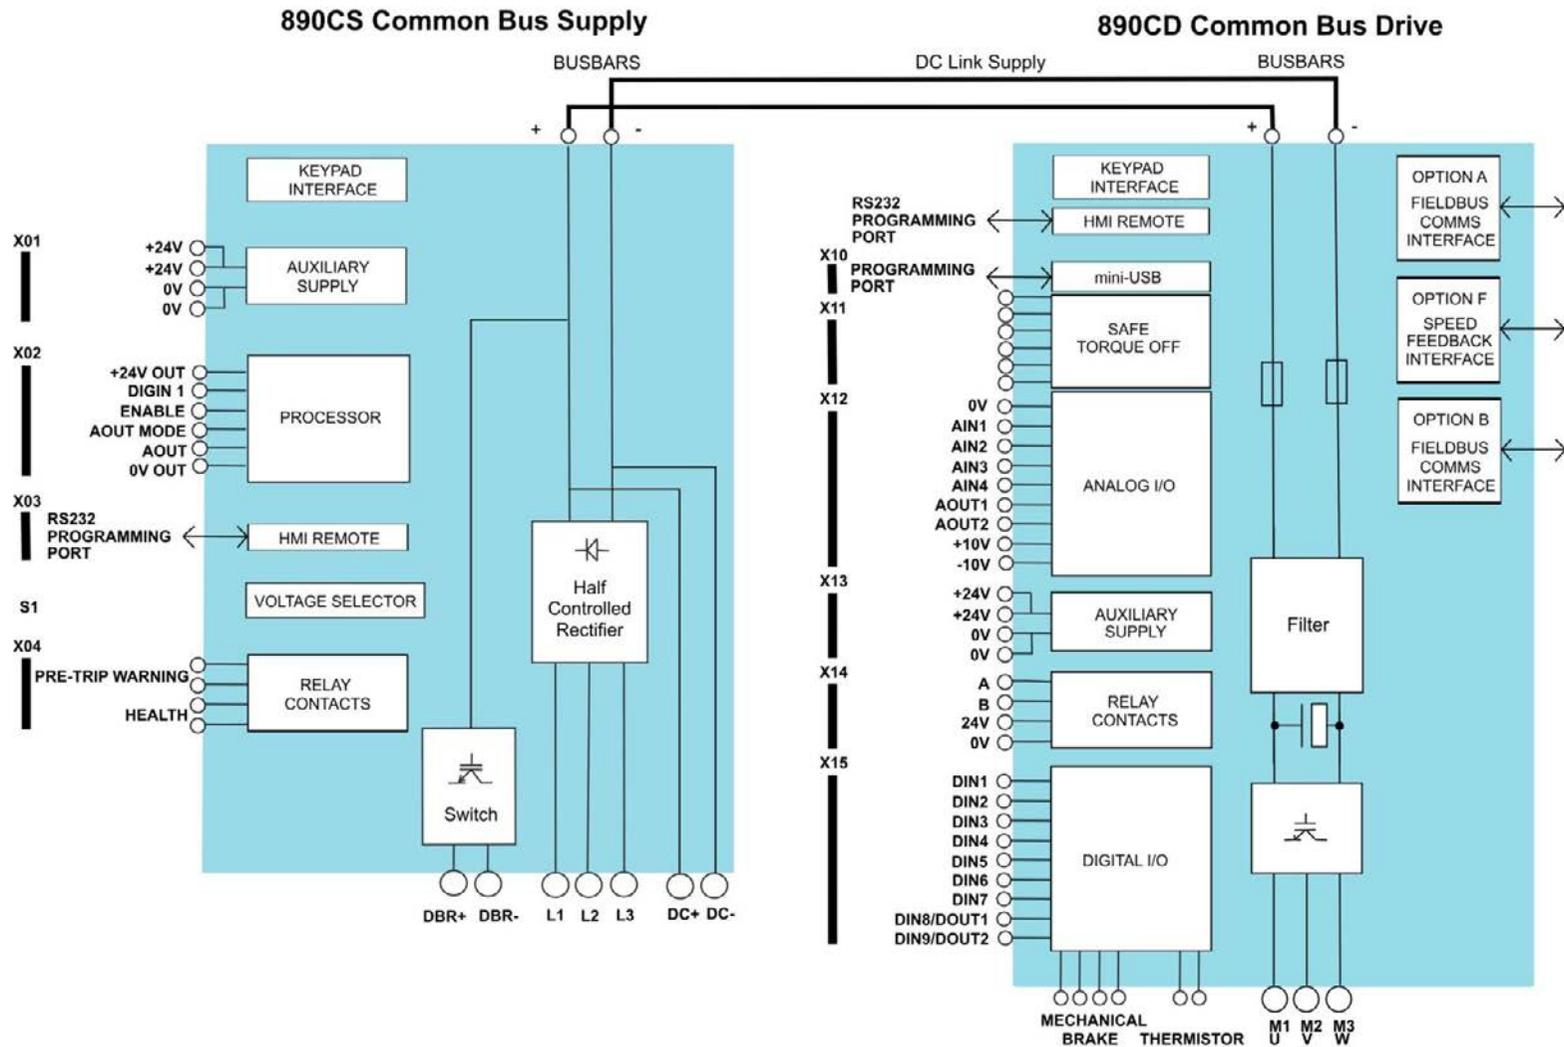 890CS Common Bus Supply
890CD Common Bus Drive
BUSBARS
DC Link Supply
BUSBARS
+
-
+
-
KEYPAD
INTERFACE
X01
+24V
+24V
0V
0V
AUXILIARY
SUPPLY
X02
+24V OUT
DIGIN 1
ENABLE
AOUT MODE
AOUT
0V OUT
PROCESSOR
X03
RS232
PROGRAMMING
PORT
HMI REMOTE
S1
VOLTAGE SELECTOR
X04
PRE-TRIP WARNING
HEALTH
RELAY
CONTACTS
Half
Controlled
Rectifier
Switch
DBR+
DBR-
L1
L2
L3
DC+
DC-
KEYPAD
INTERFACE
RS232
PROGRAMMING
PORT
HMI REMOTE
X10
PROGRAMMING
PORT
mini-USB
X11
SAFE
TORQUE OFF
X12
0V
AIN1
AIN2
AIN3
AIN4
AOUT1
AOUT2
+10V
-10V
ANALOG I/O
X13
+24V
+24V
0V
0V
AUXILIARY
SUPPLY
X14
A
B
24V
0V
RELAY
CONTACTS
X15
DIN1
DIN2
DIN3
DIN4
DIN5
DIN6
DIN7
DIN8/DOUT1
DIN9/DOUT2
DIGITAL I/O
MECHANICAL
BRAKE
THERMISTOR
Filter
M1
U
M2
V
M3
W
OPTION A
FIELDBUS
COMMS
INTERFACE
OPTION F
SPEED
FEEDBACK
INTERFACE
OPTION B
FIELDBUS
COMMS
INTERFACE